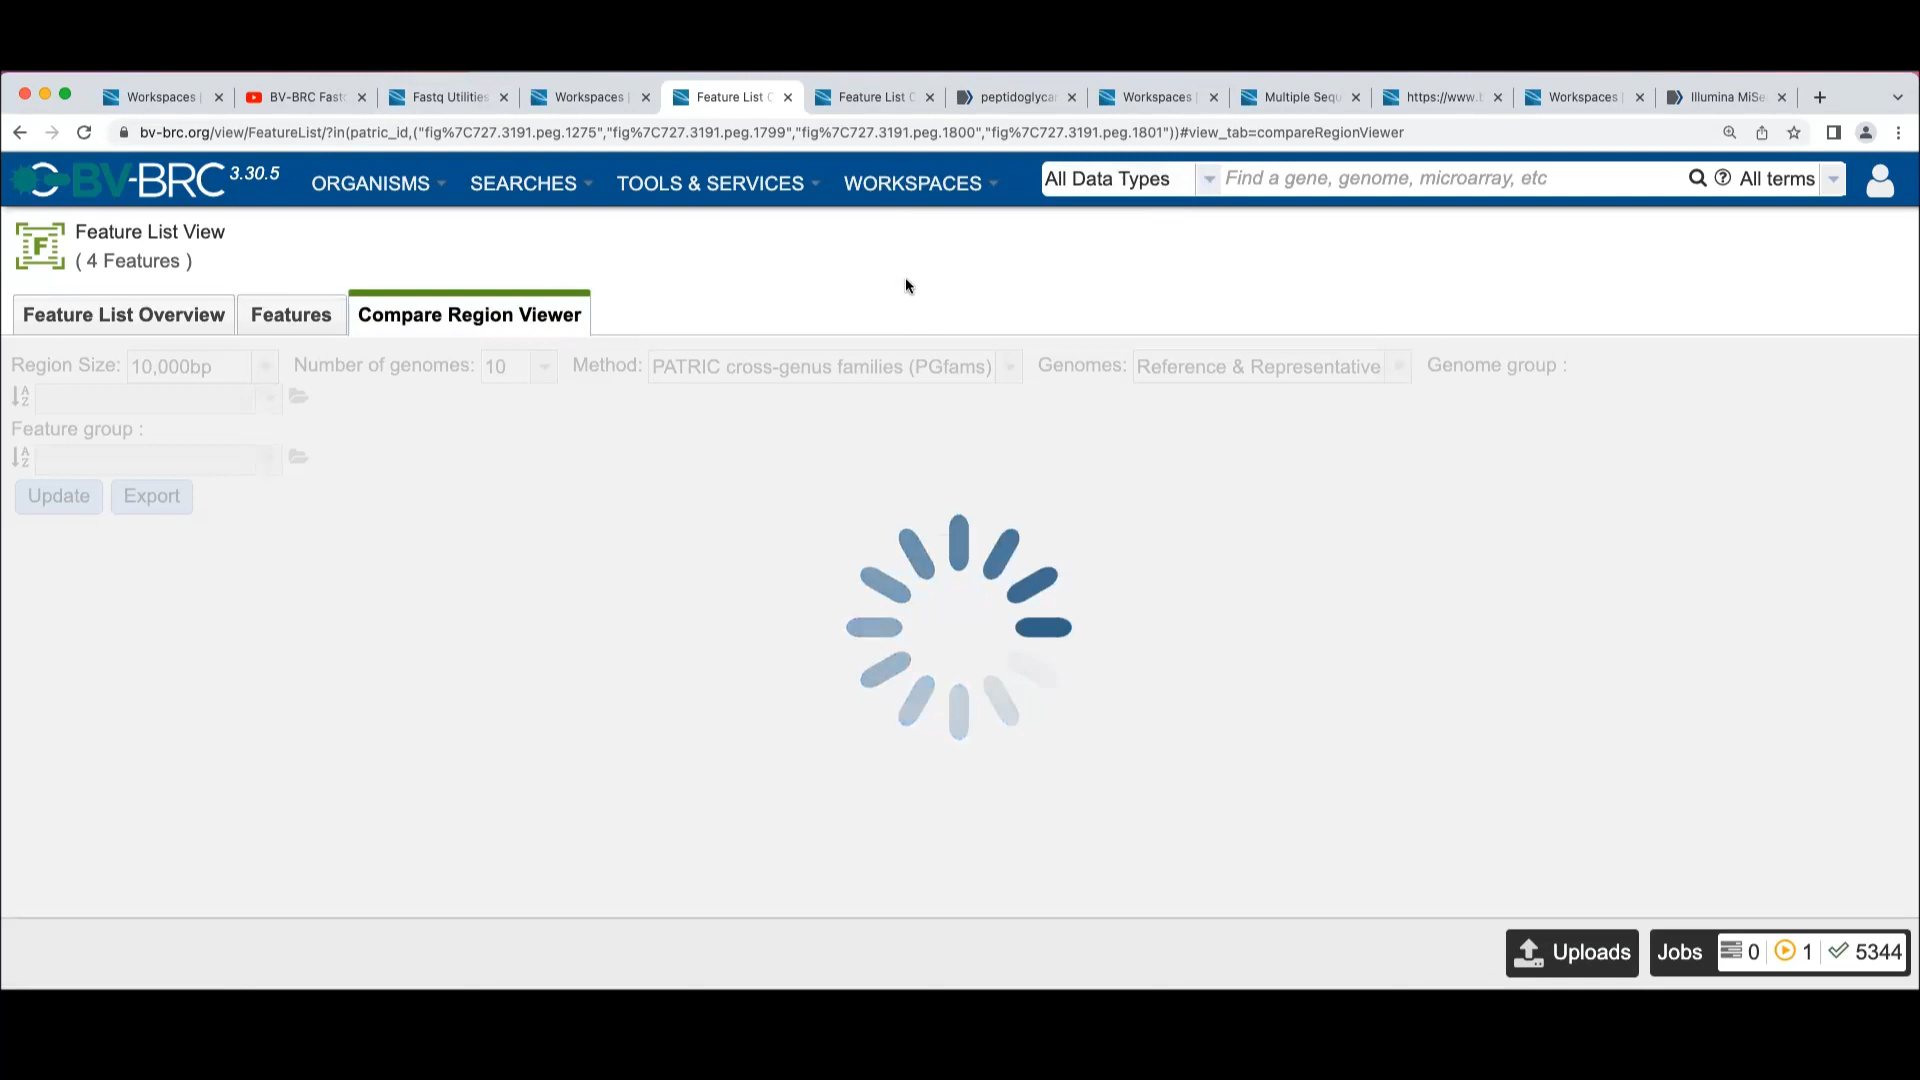 Workspaces
BV-BRC Fast
Fastq Utilities
Workspaces
Feature List
Feature List
peptidoglyca
Workspaces
Multiple Sequ
https://www.
Workspaces
Illumina MiSe
bv-brc.org/view/FeatureList/?in(patric_id,("fig%7C727.3191.peg.1275","fig%7C727.3191.peg.1799","fig%7C727.3191.peg.1800","fig%7C727.3191.peg.1801"))#view_tab=compareRegionViewer
BV-BRC 3.30.5
ORGANISMS
SEARCHES
TOOLS & SERVICES
WORKSPACES
All Data Types
Find a gene, genome, microarray, etc
All terms
F
Feature List View
( 4 Features )
Feature List Overview
Features
Compare Region Viewer
Region Size: 10,000bp
Number of genomes: 10
Method: PATRIC cross-genus families (PGfams)
Genomes: Reference & Representative
Genome group :
Feature group :
Update
Export
Uploads
Jobs 0 1 5344